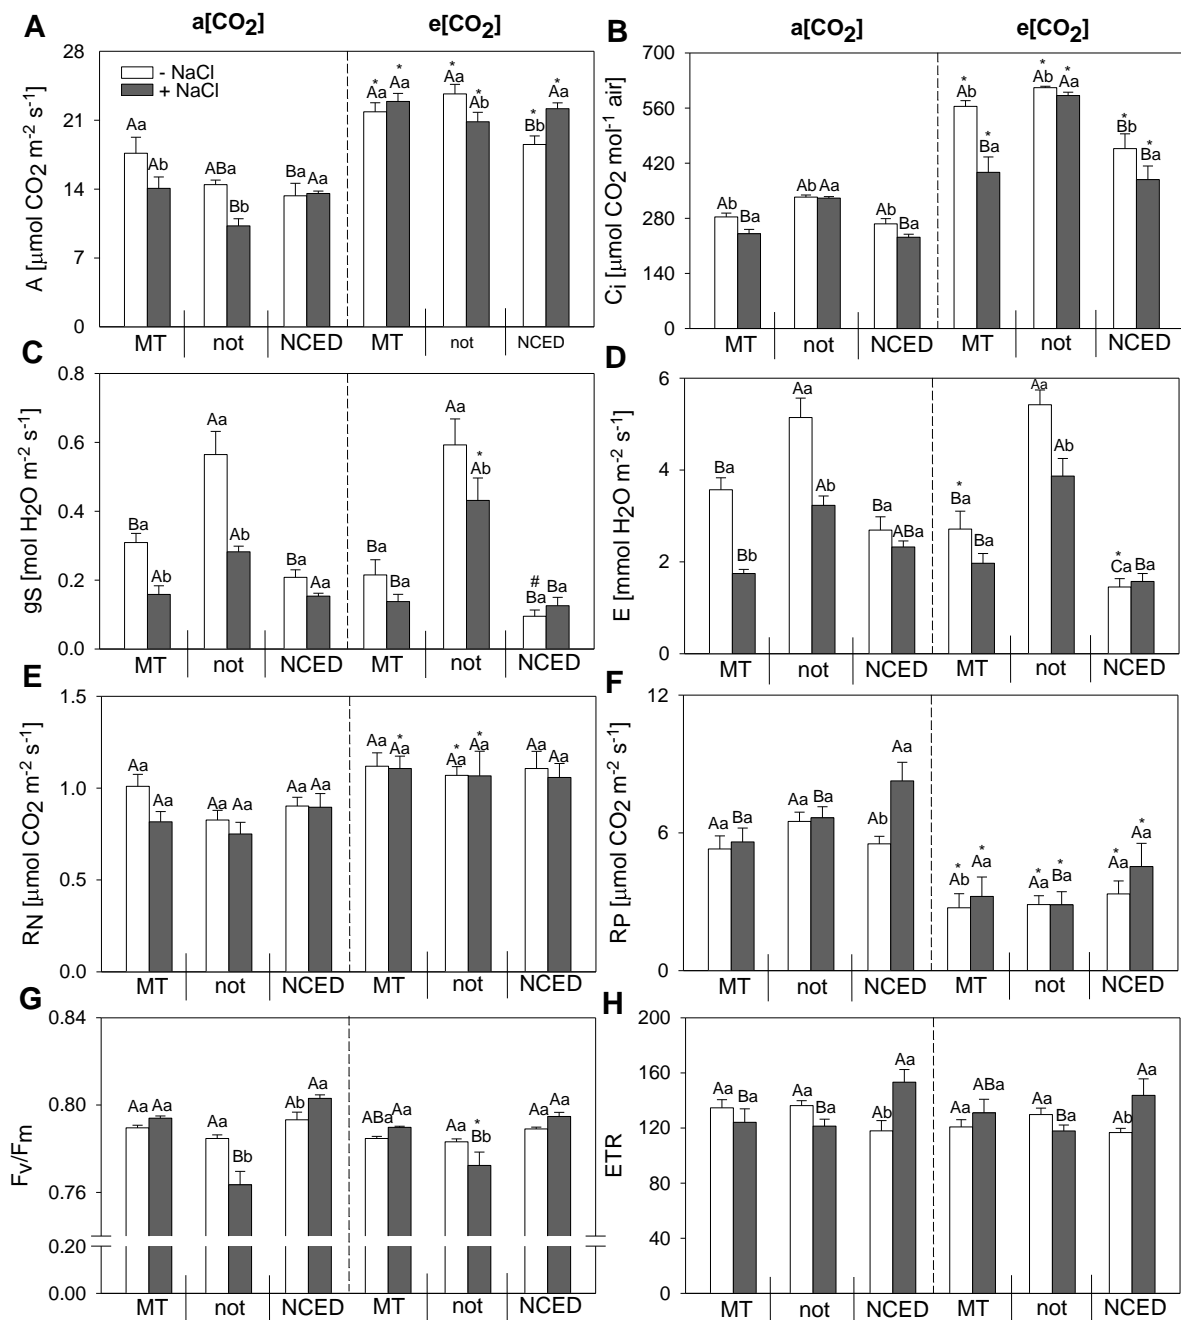 A
a[CO2]
e[CO2]
28
21
14
7
0
A [μmol CO2 m-2 s-1]
- NaCl
+ NaCl
Aa
Ab
ABa
Bb
Ba
Aa
*
Aa
*
Aa
*
Aa
*
Ab
*
Bb
*
Aa
MT
not
NCED
MT
not
NCED
B
a[CO2]
e[CO2]
700
560
420
280
140
0
Ci [μmol CO2 mol-1 air]
Ab
Ba
Ab
Aa
Ab
Ba
*
Ab
*
Ba
*
Ab
*
Aa
*
Bb
*
Ba
MT
not
NCED
MT
not
NCED
C
0.8
0.6
0.4
0.2
0.0
gS [mol H2O m-2 s-1]
Ba
Ab
Aa
Ab
Ba
Aa
Ba
Ba
Aa
*
Ab
#
Ba
Ba
MT
not
NCED
MT
not
NCED
D
6
4
2
0
E [mmol H2O m-2 s-1]
Ba
Bb
Aa
Ab
Ba
ABa
*
Ba
Ba
Aa
Ab
*
Ca
Ba
MT
not
NCED
MT
not
NCED
E
1.5
1.0
0.5
0.0
RN [μmol CO2 m-2 s-1]
Aa
Aa
Aa
Aa
Aa
Aa
Aa
*
Aa
*
Aa
*
Aa
Aa
Aa
MT
not
NCED
MT
not
NCED
F
12
6
0
RP [μmol CO2 m-2 s-1]
Aa
Ba
Aa
Ba
Ab
Aa
*
Ab
*
Aa
*
Aa
*
Ba
*
Aa
*
Aa
MT
not
NCED
MT
not
NCED
G
0.84
0.80
0.76
0.20
0.00
Fv/Fm
Aa
Aa
Aa
Bb
Ab
Aa
ABa
Aa
Aa
*
Bb
Aa
Aa
MT
not
NCED
MT
not
NCED
H
200
160
120
80
40
0
ETR
Aa
Ba
Aa
Ba
Ab
Aa
Aa
ABa
Aa
Ba
Ab
Aa
MT
not
NCED
MT
not
NCED